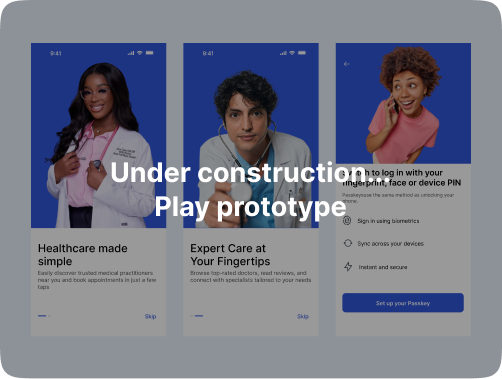 9:41
9:41
Under construction...
Play prototype
Healthcare made
simple
Easily discover trusted medical practitioners
near you and book appointments in just a few
taps
Skip
Expert Care at
Your Fingertips
Browse top-rated doctors, read reviews, and
connect with specialists tailored to your needs
Skip
to log in with your
fingerprint, face or device PIN
the same method as unlocking your
Sign in using biometrics
Sync across your devices
Instant and secure
Set up your Passkey